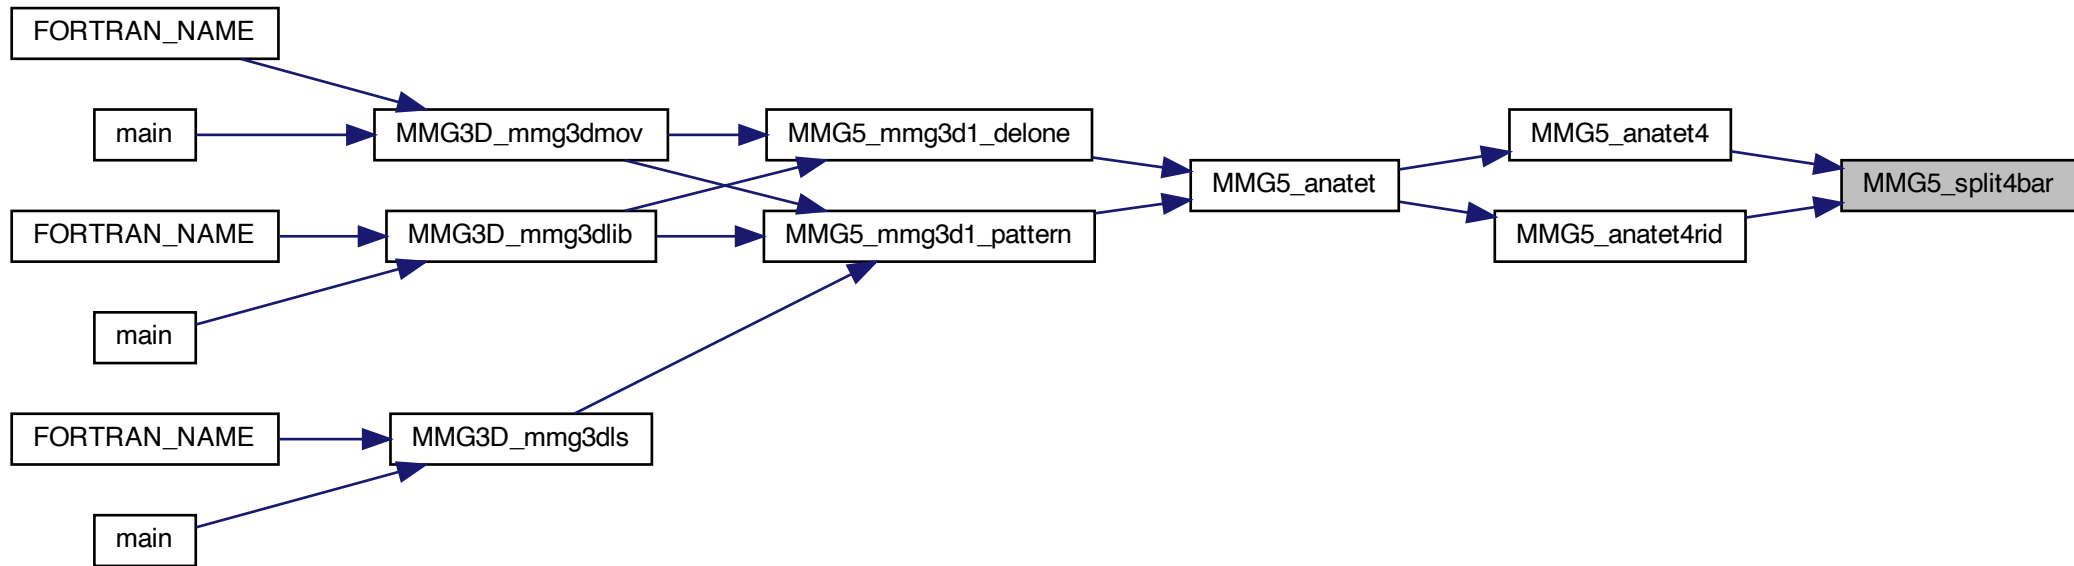 FORTRAN_NAME
main
MMG3D_mmg3dmov
MMG5_mmg3d1_delone
MMG5_anatet4
MMG5_anatet
MMG5_split4bar
FORTRAN_NAME
MMG3D_mmg3dlib
MMG5_mmg3d1_pattern
MMG5_anatet4rid
main
FORTRAN_NAME
MMG3D_mmg3dls
main